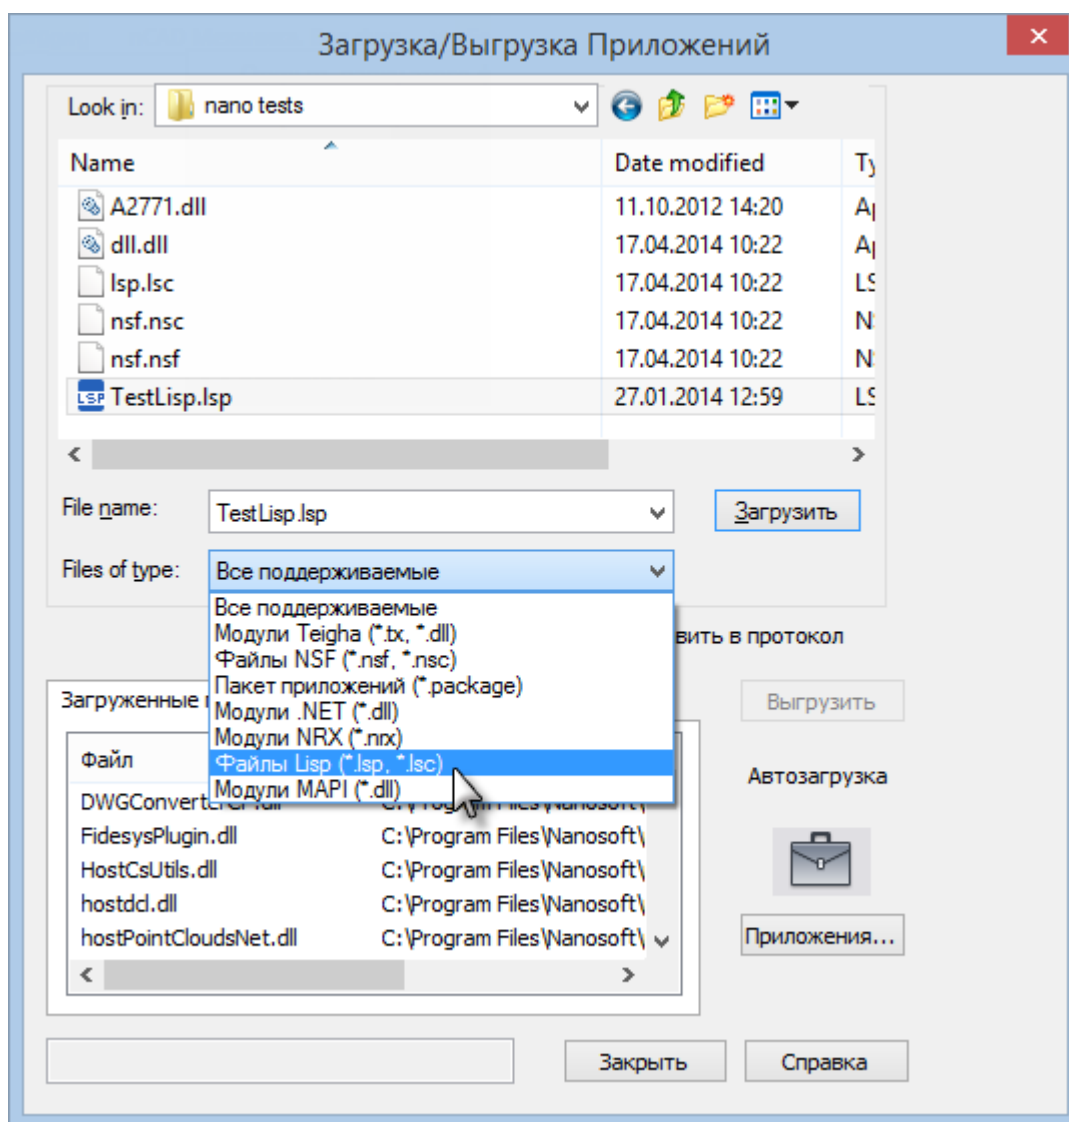 Загрузка/Выгрузка Приложений
Look in: nano tests
Name Date modified
A2771.dll 11.10.2012 14:20
dll.dll 17.04.2014 10:22
lsp.lsc 17.04.2014 10:22
nsf.nsc 17.04.2014 10:22
nsf.nsf 17.04.2014 10:22
LSP TestLisp.lsp 27.01.2014 12:59
File name: TestLisp.lsp Загрузить
Files of type: Все поддерживаемые
Все поддерживаемые
Модули Teigha (*.tx, *.dll)
Файлы NSF (*.nsf, *.nsc)
Пакет приложений (*.package)
Модули .NET (*.dll)
Модули NRX (*.nrx)
Файлы Lisp (*.lsp, *.lsc)
Модули MAPI (*.dll)
в протокол
Загруженные
Выгрузить
Файл
Автозагрузка
FidesysPlugin.dll C:\Program Files\Nanosoft\
HostCsUtils.dll C:\Program Files\Nanosoft\
hostdcl.dll C:\Program Files\Nanosoft\
hostPointCloudsNet.dll C:\Program Files\Nanosoft\
Приложения...
Закрыть Справка